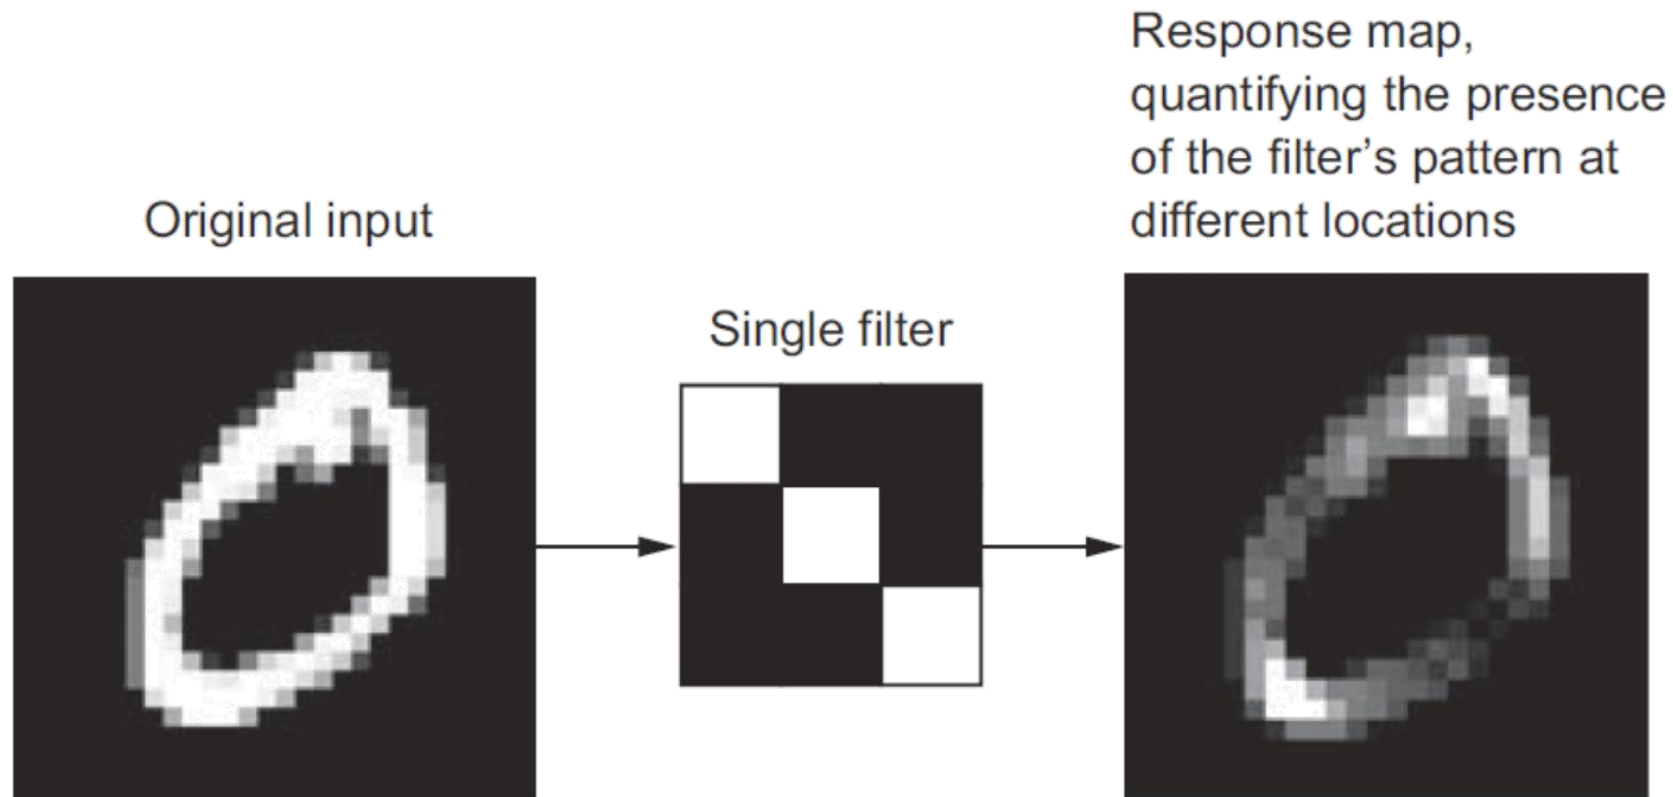 Original input
Single filter
Response map,
quantifying the presence
of the filter’s pattern at
different locations